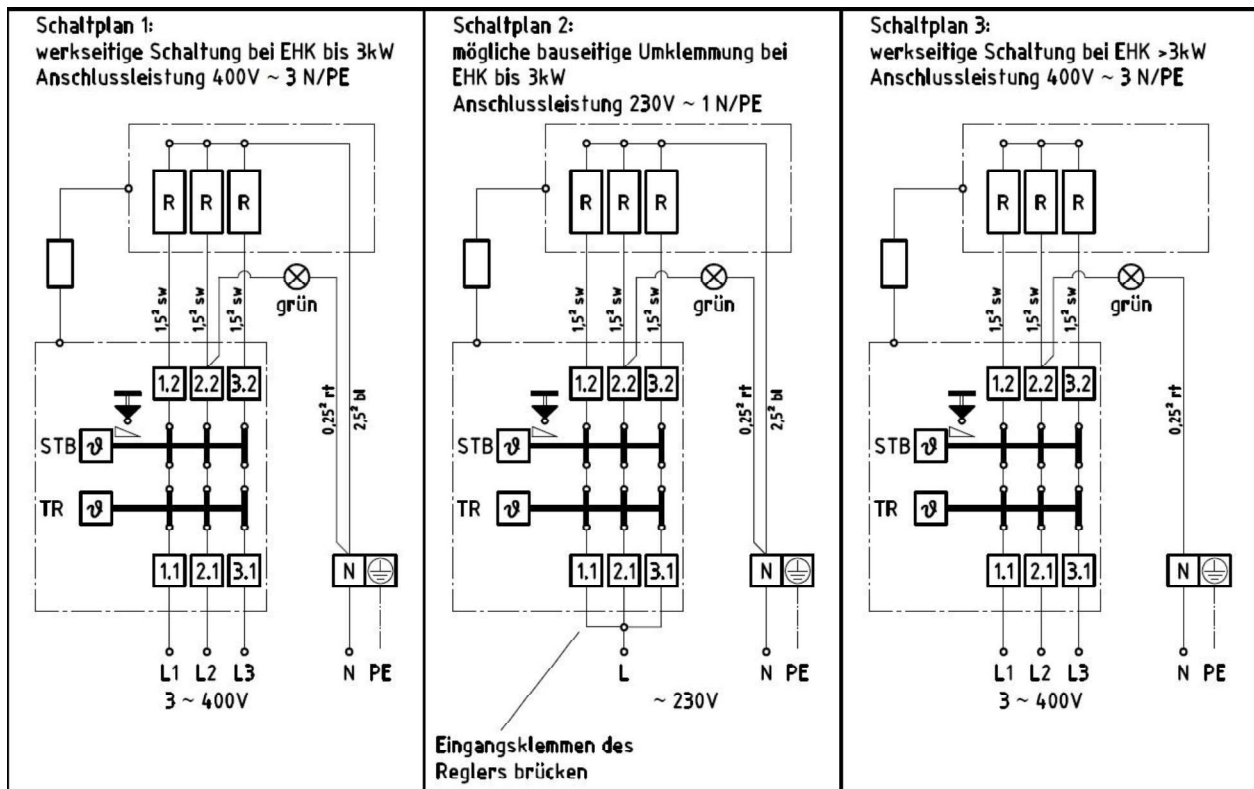 Schaltplan 1:
werkseitige Schaltung bei EHK bis 3kW
Anschlussleistung 400V ~ 3 N/PE
R R R
grün
1,5² sw 1,5² sw 1,5² sw
1.2 2.2 3.2
0,25² rt 2,5² bl
STB ϑ
TR ϑ
1.1 2.1 3.1 N
L1 L2 L3 N PE
3 ~ 400V
Schaltplan 2:
mögliche bauseitige Umklemmung bei
EHK bis 3kW
Anschlussleistung 230V ~ 1 N/PE
R R R
grün
1,5² sw 1,5² sw 1,5² sw
1.2 2.2 3.2
0,25² rt 2,5² bl
STB ϑ
TR ϑ
1.1 2.1 3.1 N
L N PE
~ 230V
Eingangsklemmen des
Reglers brücken
Schaltplan 3:
werkseitige Schaltung bei EHK >3kW
Anschlussleistung 400V ~ 3 N/PE
R R R
grün
1,5² sw 1,5² sw 1,5² sw
1.2 2.2 3.2
0,25² rt
STB ϑ
TR ϑ
1.1 2.1 3.1 N
L1 L2 L3 N PE
3 ~ 400V